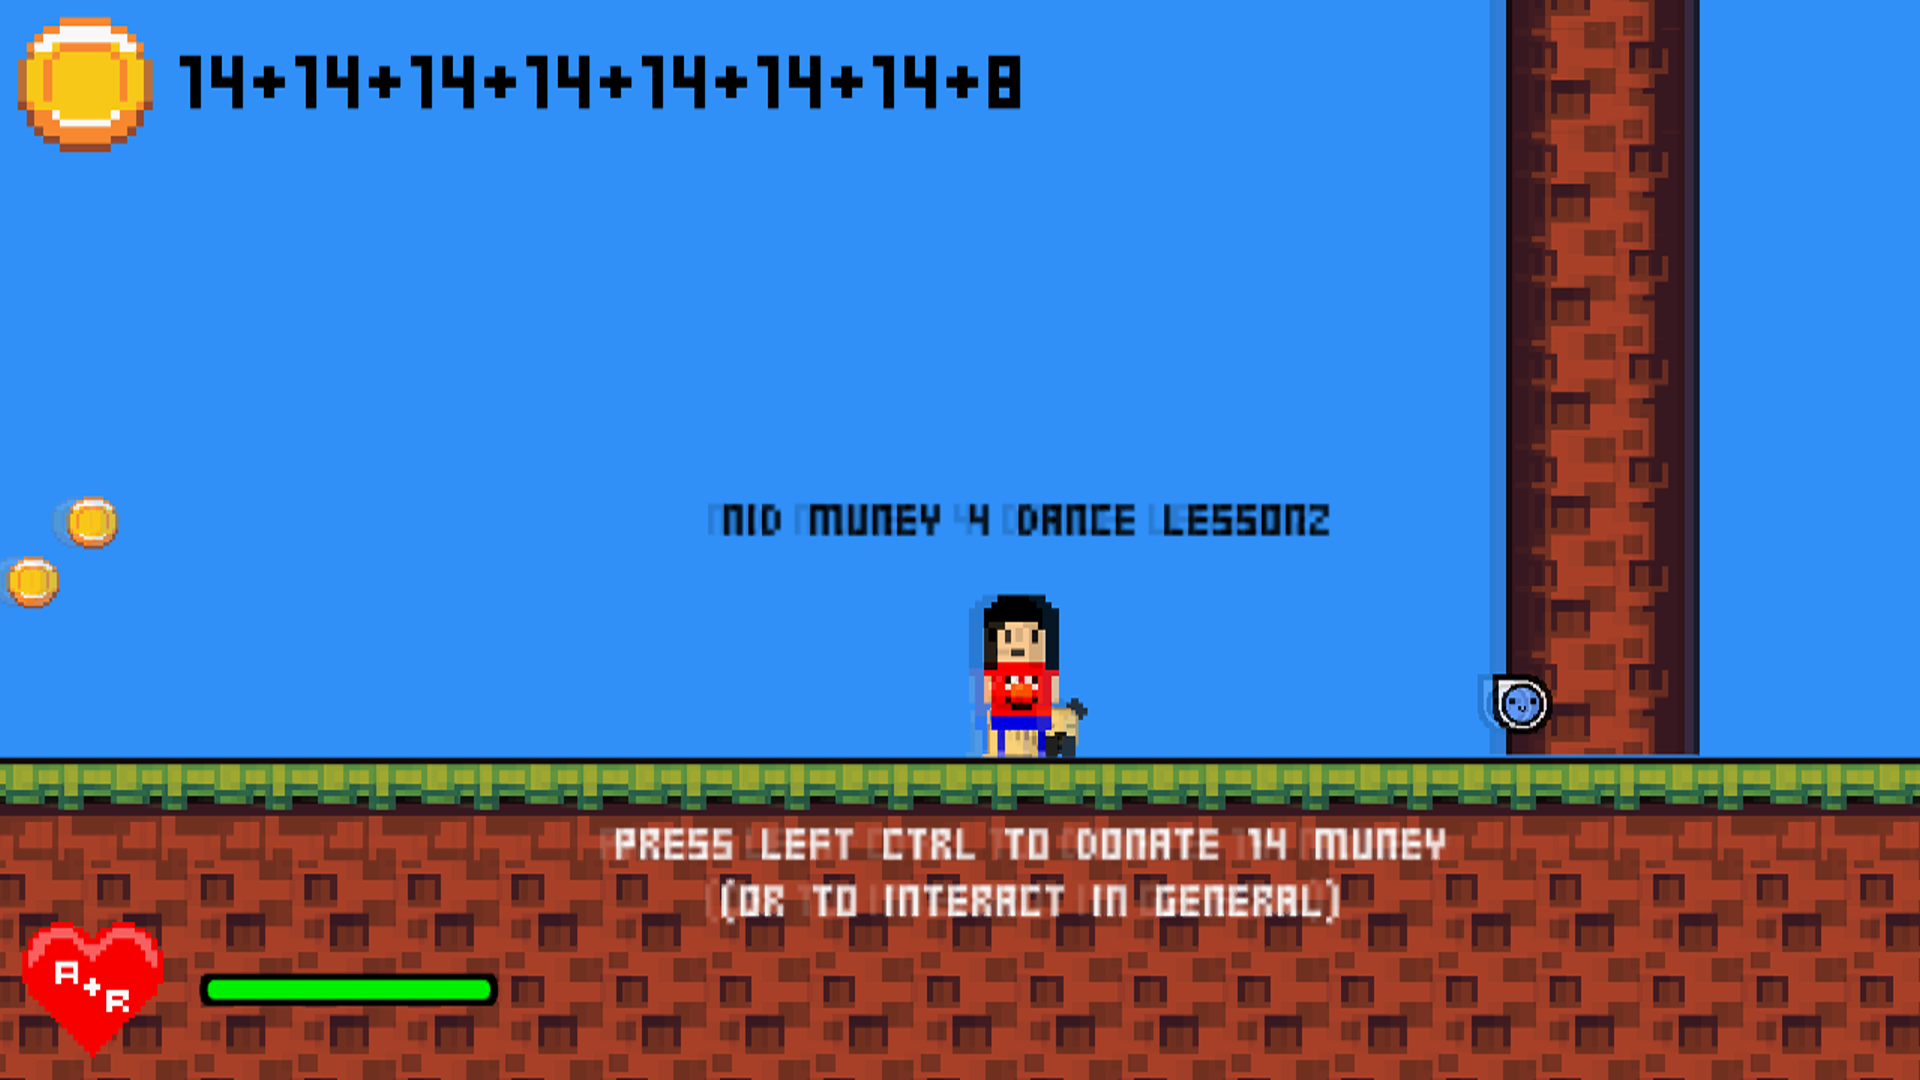 14+14+14+14+14+14+14+8
NID MUNEY 4 DANCE LESSONZ
PRESS LEFT CTRL TO DONATE 14 MUNEY
(OR TO INTERACT IN GENERAL)
A+R